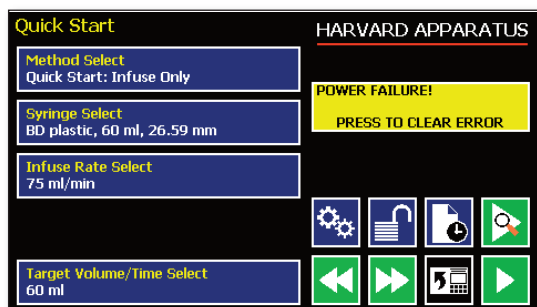 Quick Start
HARVARD APPARATUS
Method Select
Quick Start: Infuse Only
POWER FAILURE!
PRESS TO CLEAR ERROR
Syringe Select
BD plastic, 60 ml, 26.59 mm
Infuse Rate Select
75 ml/min
Target Volume/Time Select
60 ml